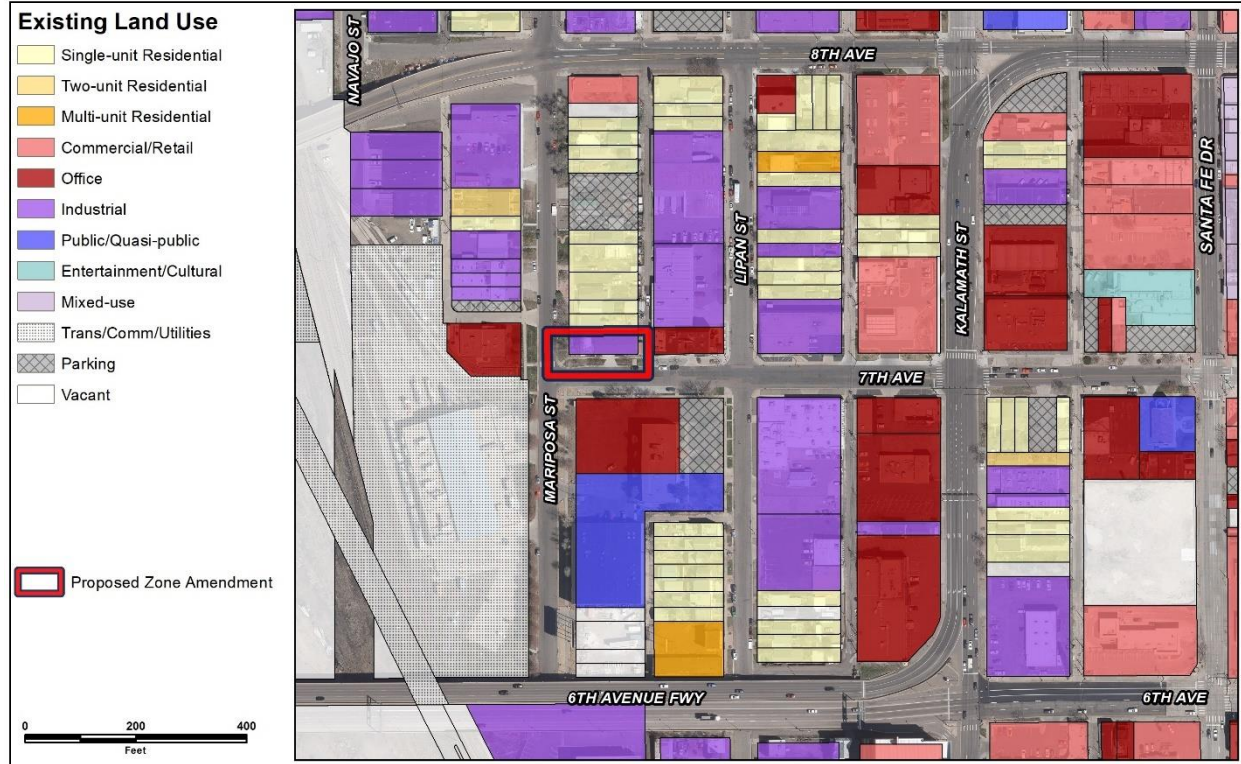 Existing Land Use
Single-unit Residential
Two-unit Residential
Multi-unit Residential
Commercial/Retail
Office
Industrial
Public/Quasi-public
Entertainment/Cultural
Mixed-use
Trans/Comm/Utilities
Parking
Vacant
Proposed Zone Amendment
0 200 400
Feet
NAVAJO ST
8TH AVE
LIPAN ST
KALAMATH ST
SANTA FE DR
7TH AVE
MARIPOSA ST
6TH AVENUE FWY
6TH AVE